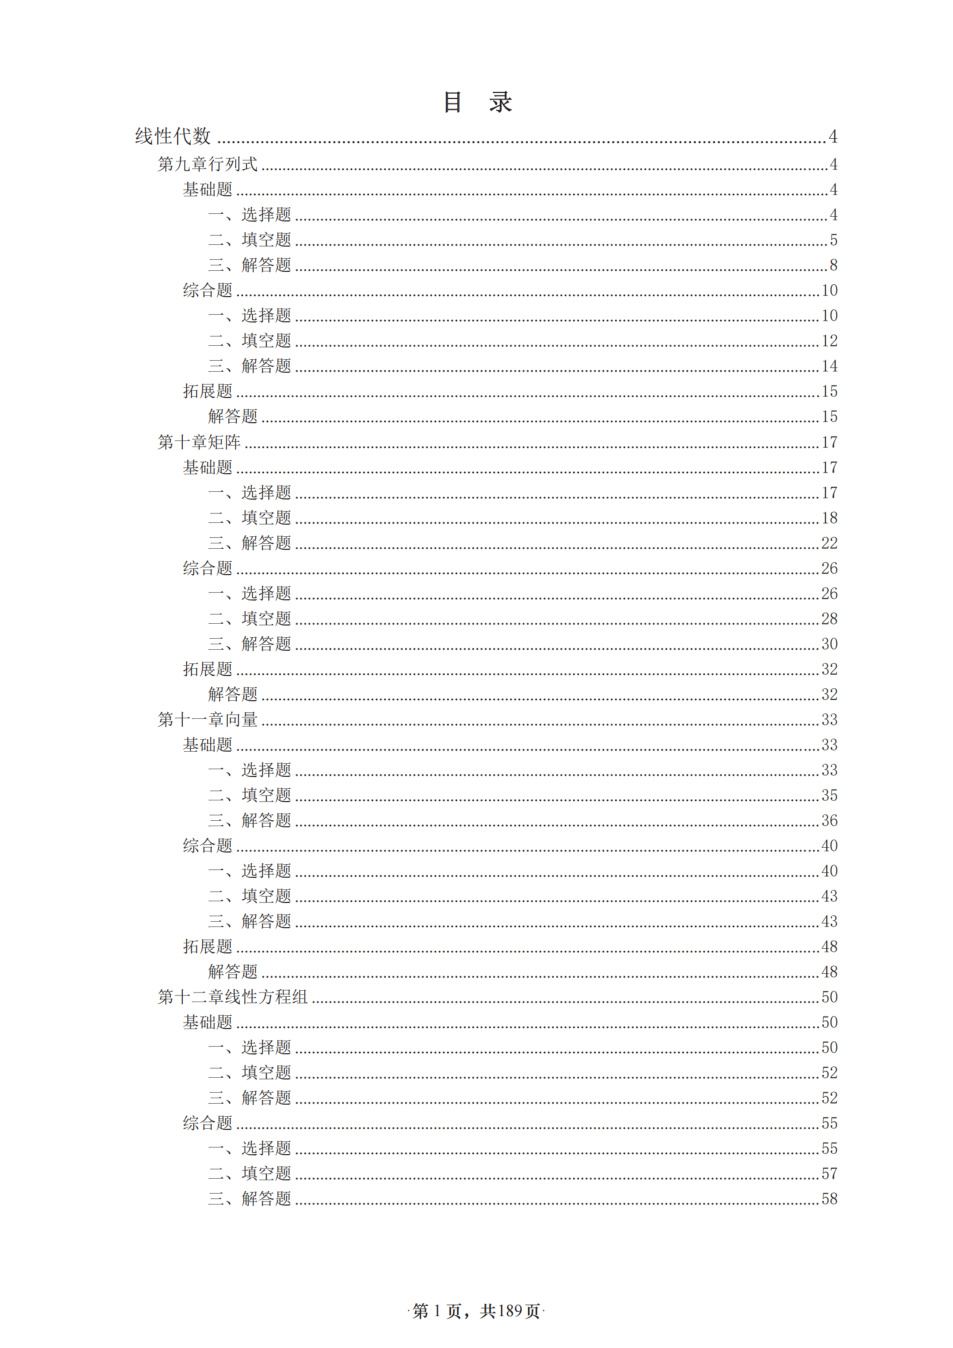 目 录
线性代数 4
第九章行列式 4
基础题 4
一、选择题 4
二、填空题 5
三、解答题 8
综合题 10
一、选择题 10
二、填空题 12
三、解答题 14
拓展题 15
解答题 15
第十章矩阵 17
基础题 17
一、选择题 17
二、填空题 18
三、解答题 22
综合题 26
一、选择题 26
二、填空题 28
三、解答题 30
拓展题 32
解答题 32
第十一章向量 33
基础题 33
一、选择题 33
二、填空题 35
三、解答题 36
综合题 40
一、选择题 40
二、填空题 43
三、解答题 43
拓展题 48
解答题 48
第十二章线性方程组 50
基础题 50
一、选择题 50
二、填空题 52
三、解答题 52
综合题 55
一、选择题 55
二、填空题 57
三、解答题 58
·第 1 页，共189页·